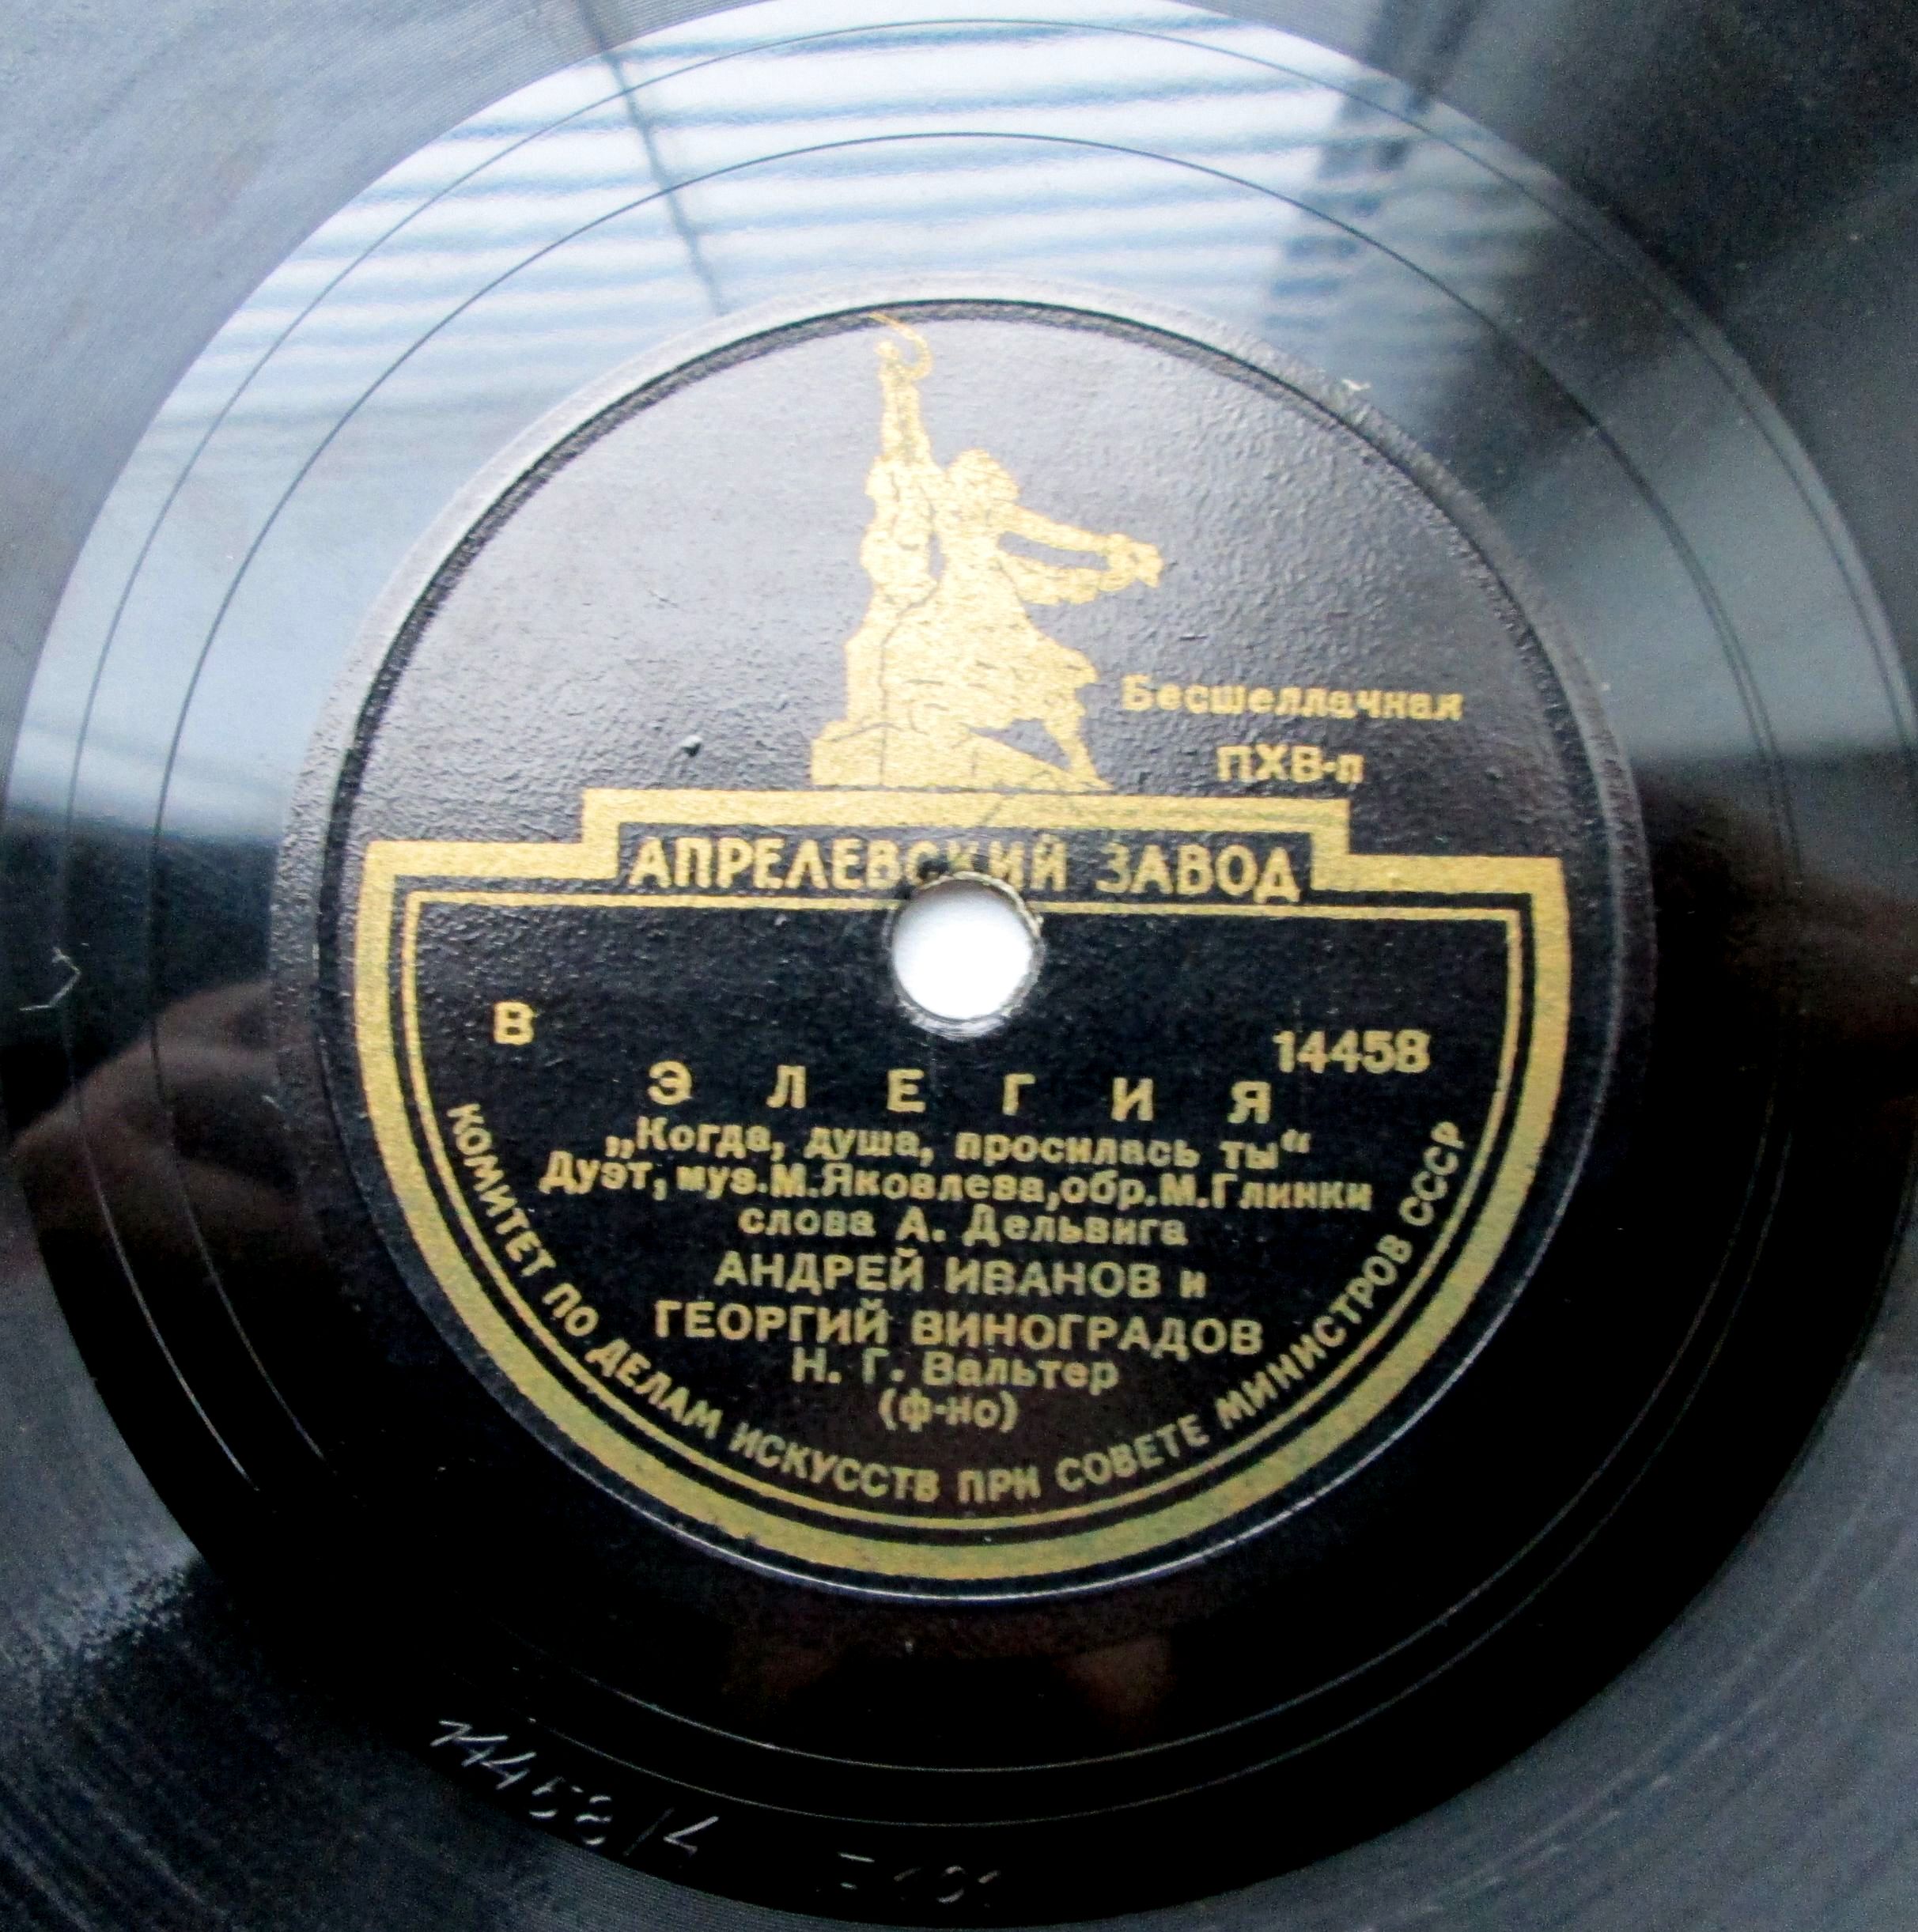 Бесшеллачная
ПХВ-п
АПРЕЛЕВСКИЙ ЗАВОД
В 14458
ЭЛЕГИЯ
„Когда, душа, просилась ты“
Дуэт, муз.М.Яковлева,обр.М.Глинки
слова А. Дельвига
АНДРЕЙ ИВАНОВ и
ГЕОРГИЙ ВИНОГРАДОВ
Н. Г. Вальтер
(ф-но)
КОМИТЕТ ПО ДЕЛАМ ИСКУССТВ ПРИ СОВЕТЕ МИНИСТРОВ СССР